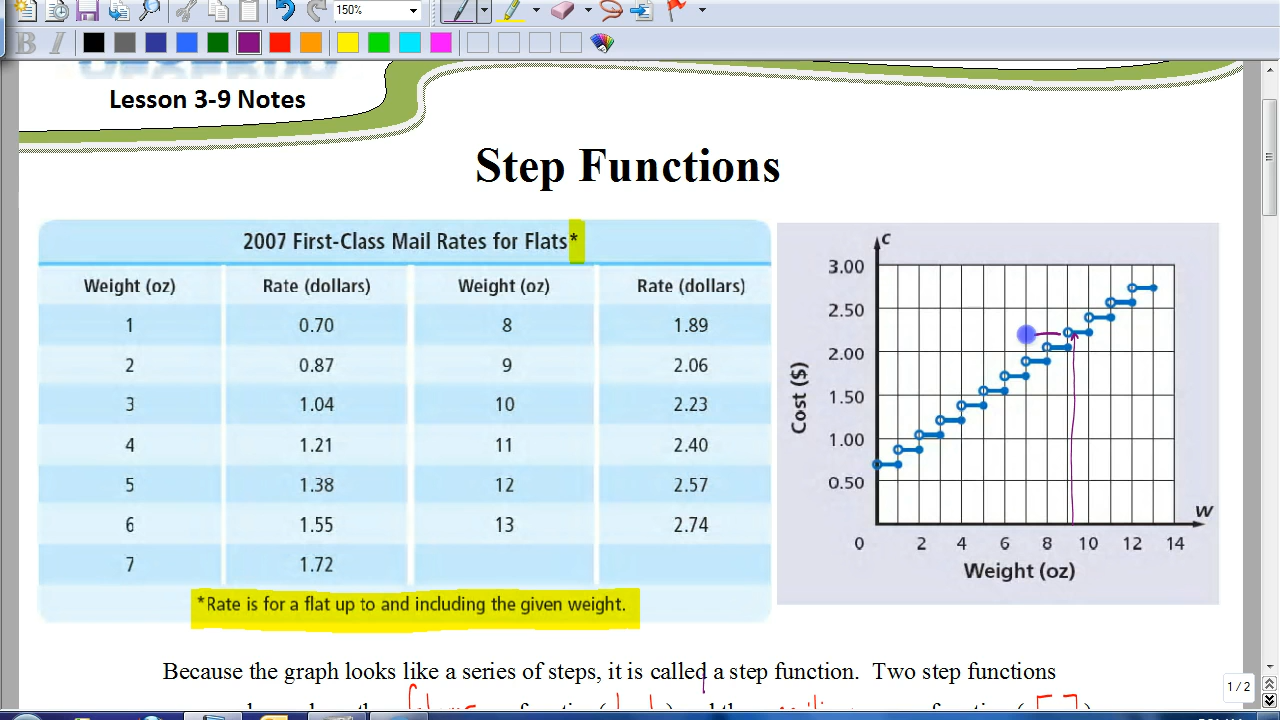 150%
B I
Lesson 3-9 Notes
Step Functions
2007 First-Class Mail Rates for Flats*
Weight (oz) Rate (dollars) Weight (oz) Rate (dollars)
1 0.70 8 1.89
2 0.87 9 2.06
3 1.04 10 2.23
4 1.21 11 2.40
5 1.38 12 2.57
6 1.55 13 2.74
7 1.72
*Rate is for a flat up to and including the given weight.
C
3.00
2.50
2.00
1.50
1.00
0.50
Cost ($)
0 2 4 6 8 10 12 14
W
Weight (oz)
Because the graph looks like a series of steps, it is called a step function. Two step functions
1/2